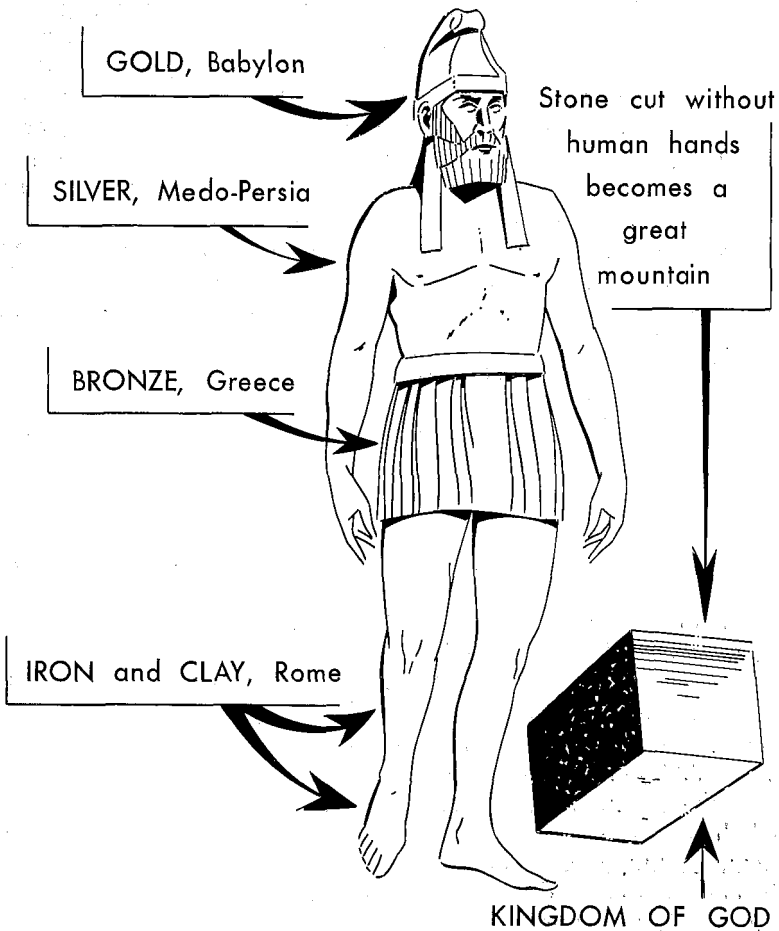 GOLD, Babylon
Stone cut without
human hands
becomes a
great
mountain
SILVER, Medo-Persia
BRONZE, Greece
IRON and CLAY, Rome
KINGDOM OF GOD